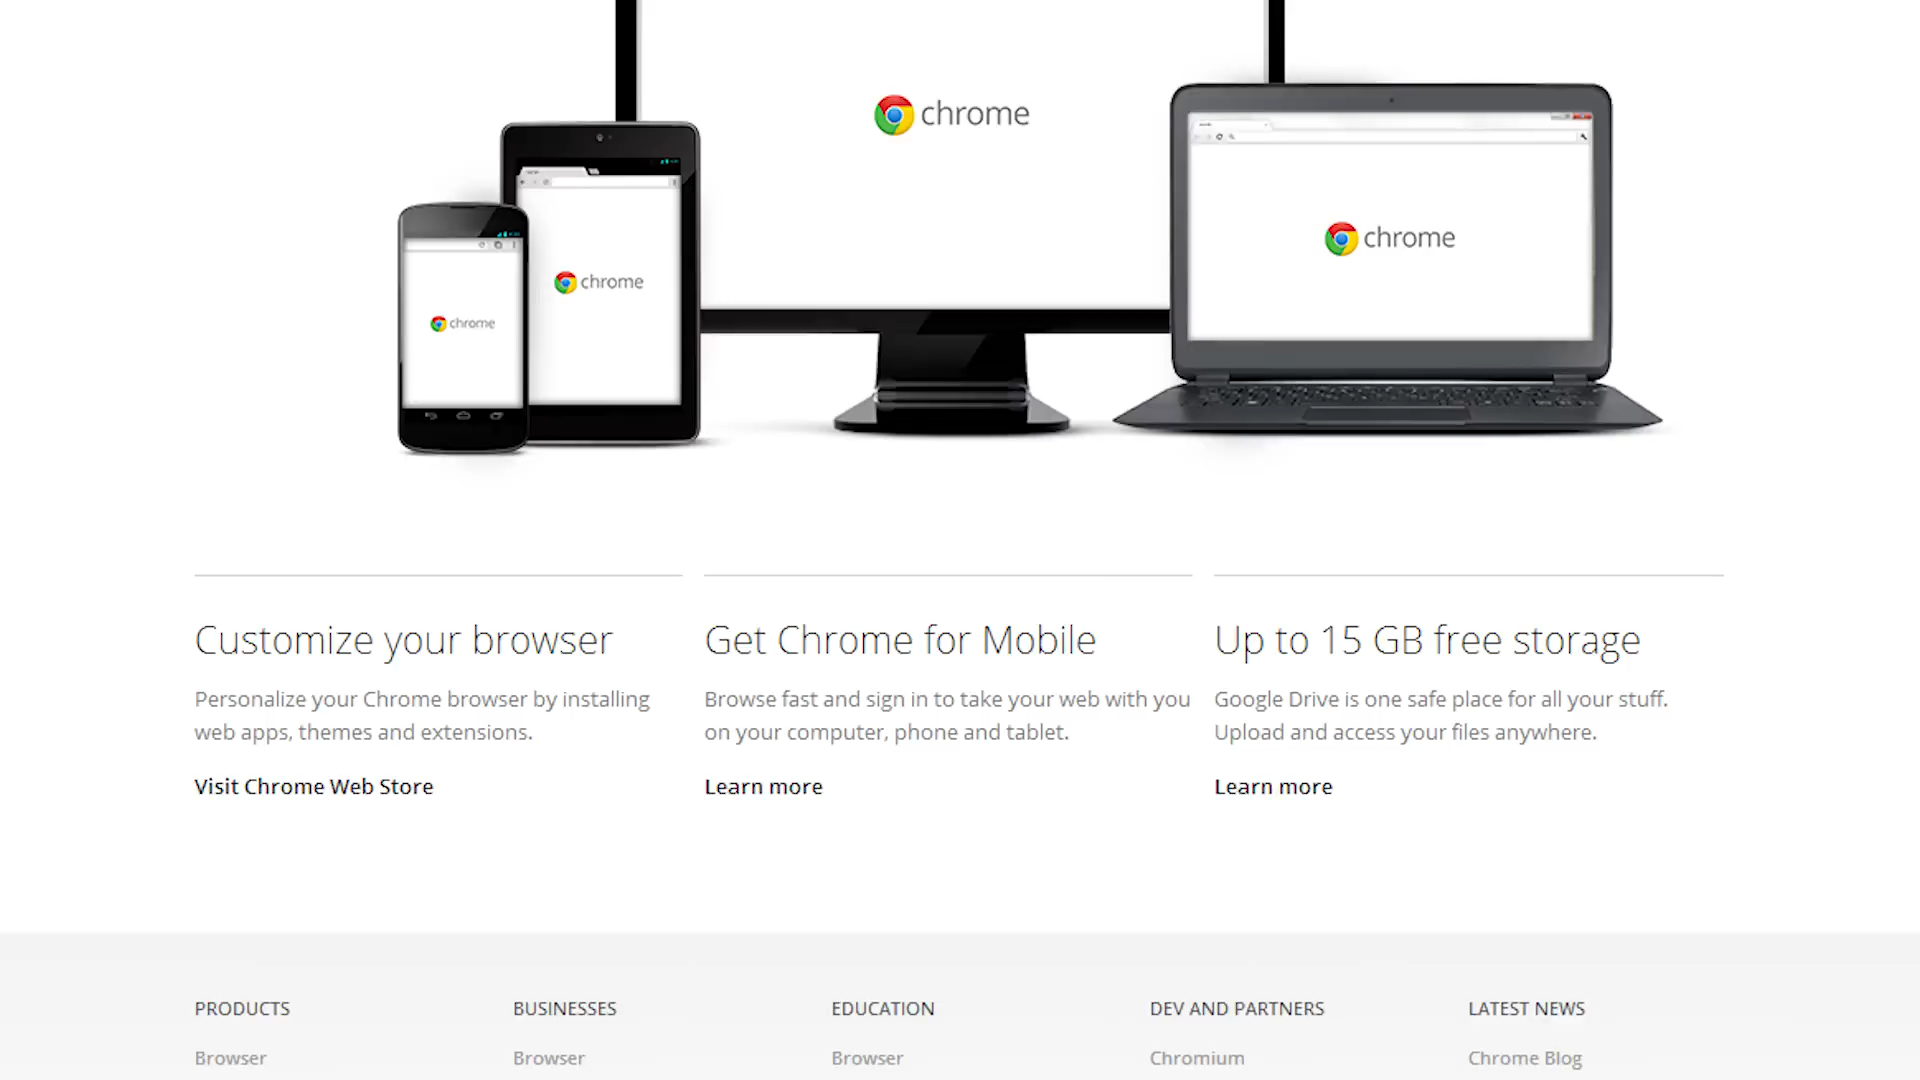 chrome
chrome
chrome
chrome
Customize your browser
Personalize your Chrome browser by installing
web apps, themes and extensions.
Visit Chrome Web Store
Get Chrome for Mobile
Browse fast and sign in to take your web with you
on your computer, phone and tablet.
Learn more
Up to 15 GB free storage
Google Drive is one safe place for all your stuff.
Upload and access your files anywhere.
Learn more
PRODUCTS
Browser
BUSINESSES
Browser
EDUCATION
Browser
DEV AND PARTNERS
Chromium
LATEST NEWS
Chrome Blog